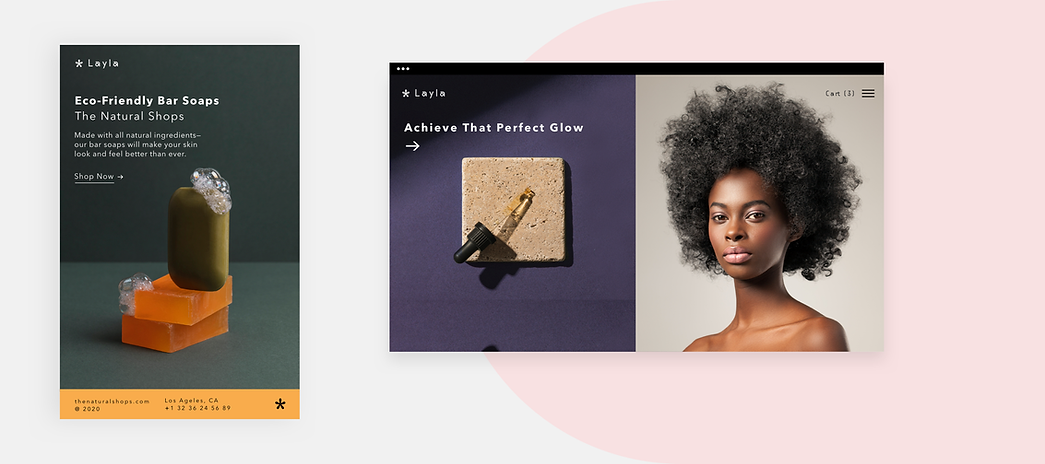 * Layla
Eco-Friendly Bar Soaps
The Natural Shops
Made with all natural ingredients—
our bar soaps will make your skin
look and feel better than ever.
Shop Now →
thenaturalshops.com
@ 2020
Los Ageles, CA
+1 32 36 24 56 89
*
* Layla
Cart (3)
Achieve That Perfect Glow
→